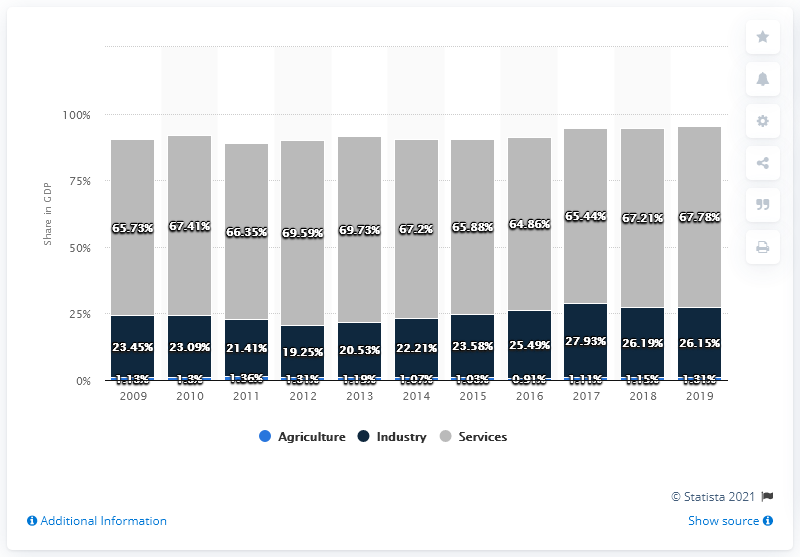 Share in GDP
100%
75%
50%
25%
0%
65.73% 67.41% 66.35% 69.59% 69.73% 67.2% 65.88% 64.86% 65.44% 67.21% 67.78%
23.45% 23.09% 21.41% 19.25% 20.53% 22.21% 23.58% 25.49% 27.93% 26.19% 26.15%
1.13% 1.3% 1.36% 1.31% 1.19% 1.07% 1.03% 0.91% 1.11% 1.15% 1.31%
2009 2010 2011 2012 2013 2014 2015 2016 2017 2018 2019
Agriculture Industry Services
© Statista 2021
Additional Information
Show source